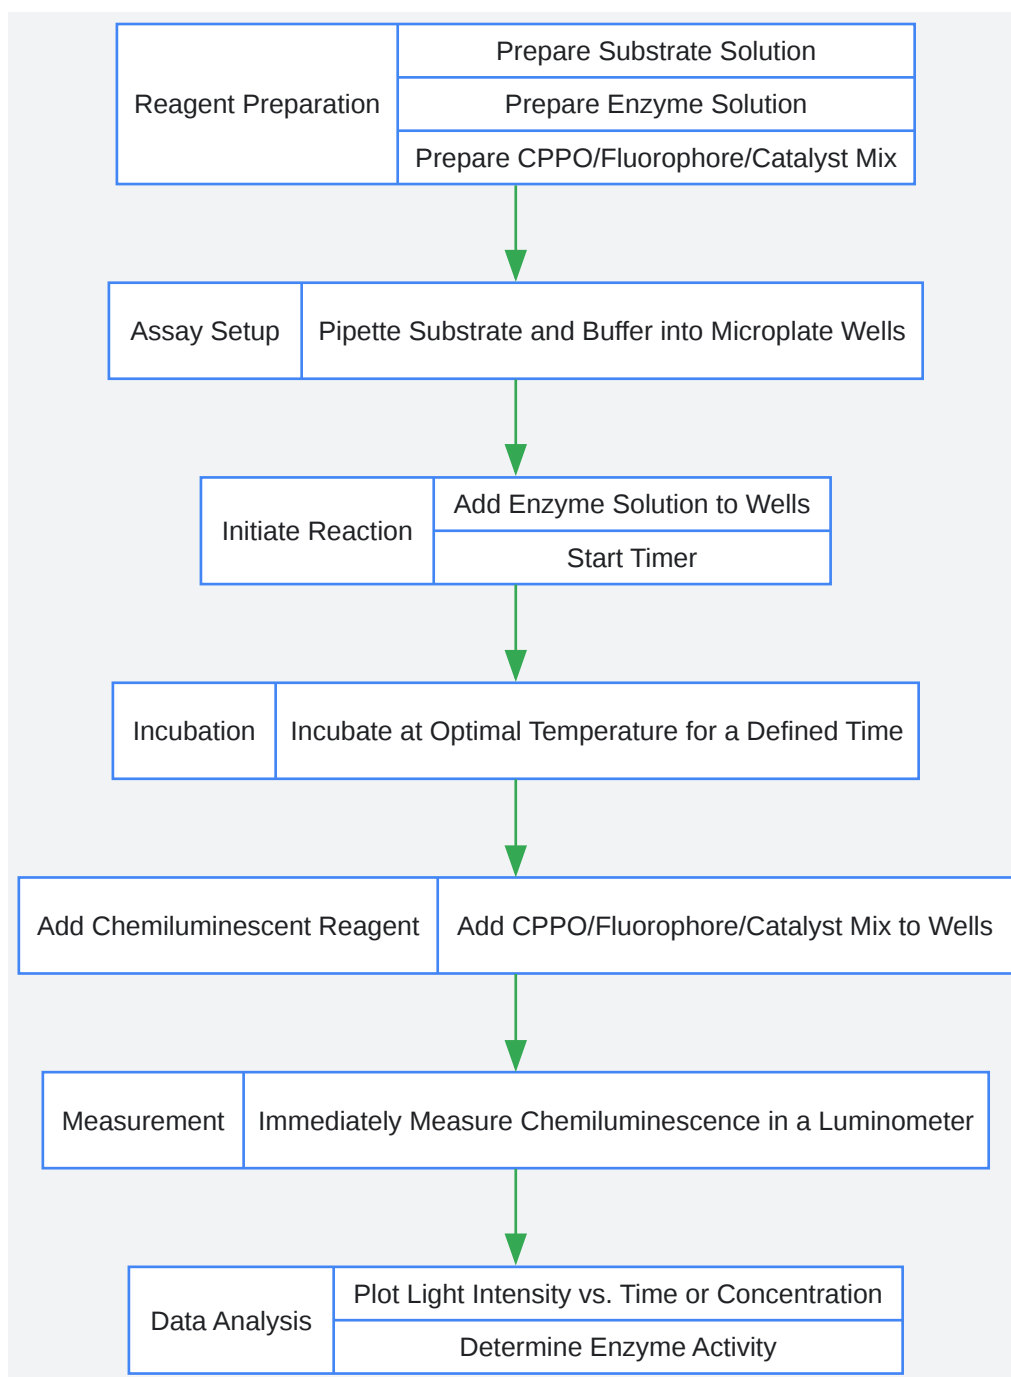 Reagent Preparation
Prepare Substrate Solution
Prepare Enzyme Solution
Prepare CPPO/Fluorophore/Catalyst Mix
Assay Setup
Pipette Substrate and Buffer into Microplate Wells
Initiate Reaction
Add Enzyme Solution to Wells
Start Timer
Incubation
Incubate at Optimal Temperature for a Defined Time
Add Chemiluminescent Reagent
Add CPPO/Fluorophore/Catalyst Mix to Wells
Measurement
Immediately Measure Chemiluminescence in a Luminometer
Data Analysis
Plot Light Intensity vs. Time or Concentration
Determine Enzyme Activity